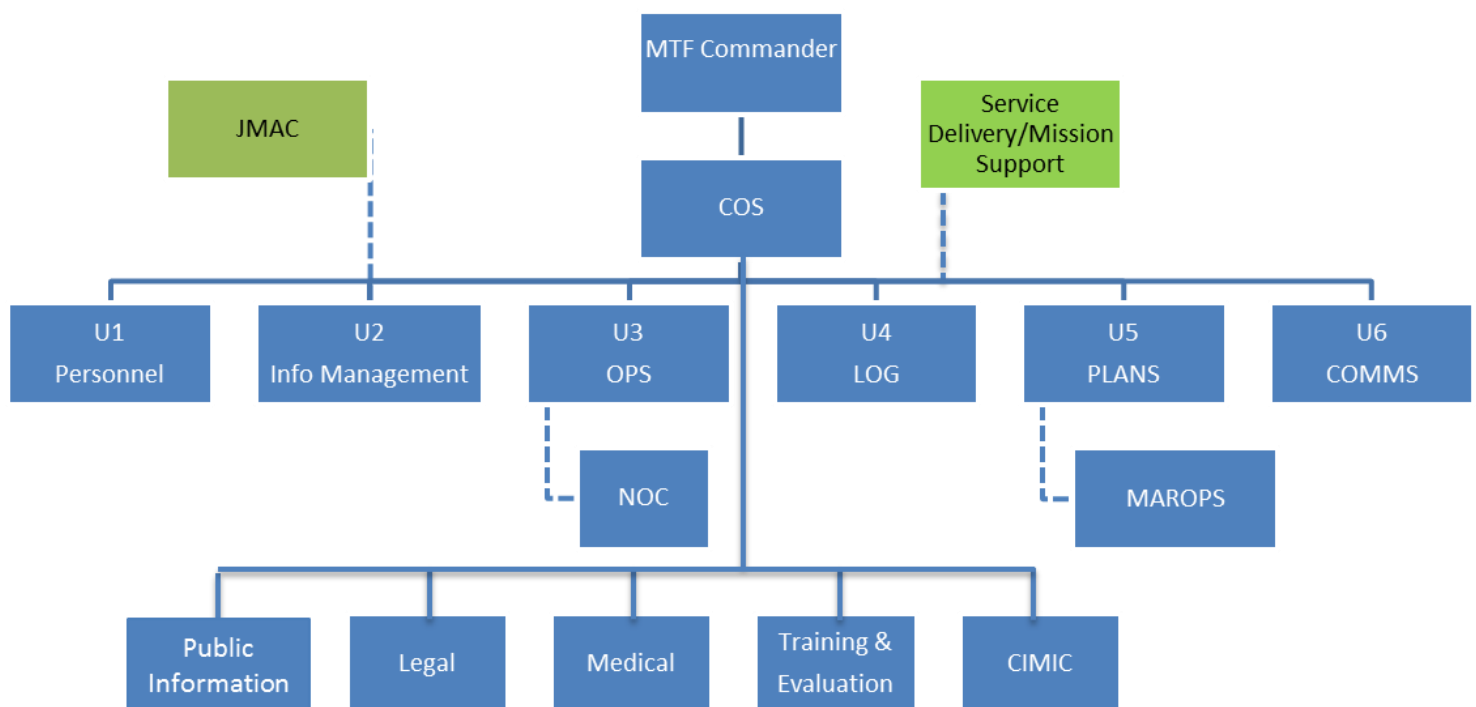 MTF Commander
JMAC
Service
Delivery/Mission
Support
COS
U1
Personnel
U2
Info Management
U3
OPS
U4
LOG
U5
PLANS
U6
COMMS
NOC
MAROPS
Public
Information
Legal
Medical
Training &
Evaluation
CIMIC